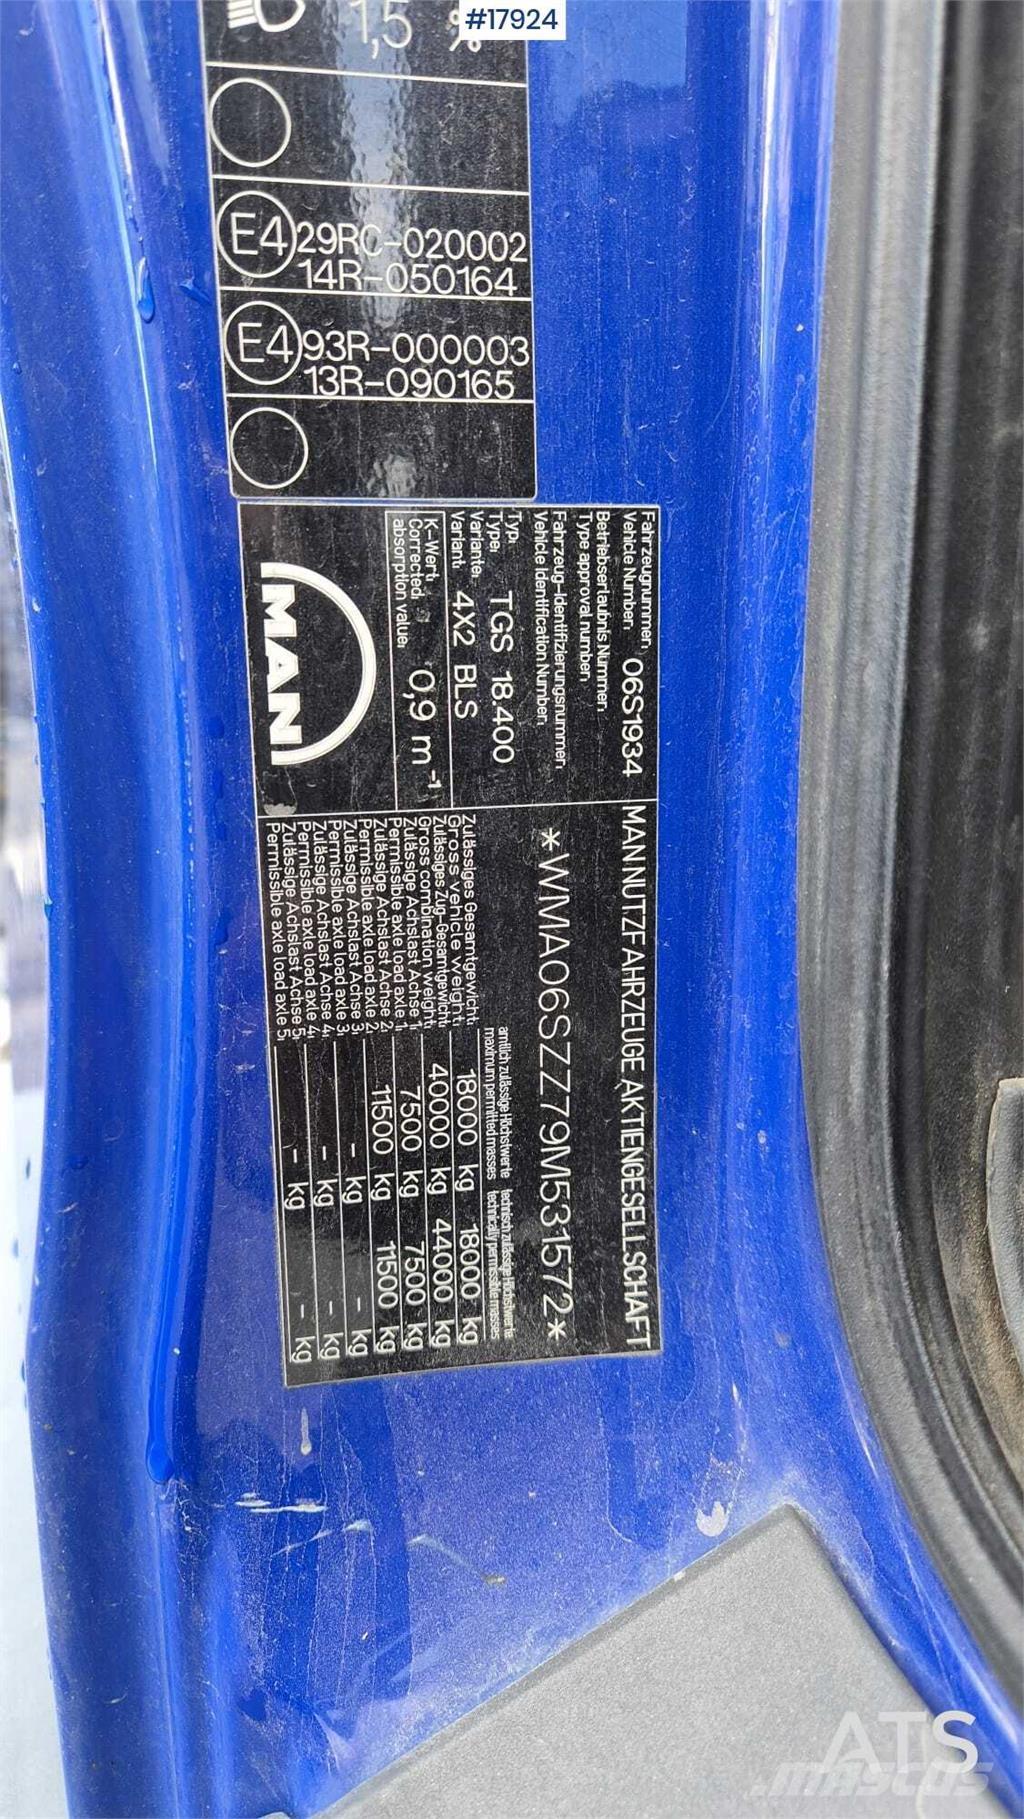 #17924
1,5 %
E4 29RC-020002
14R-050164
E4 93R-000003
13R-090165
Fahrzeugnummer:
Vehicle Number: 06S1934 MAN NUTZFAHRZEUGE AKTIENGESELLSCHAFT
Betriebserlaubnis Nummer:
Type approval number:
Fahrzeug-Identifizierungsnummer:
Vehicle Identification Number: *WMA06SZZ79M531572*
Typ:
Type: TGS 18.400
Variante:
Variant: 4X2 BLS
K-Wert:
Corrected
absorption value: 0,9 m⁻¹
MAN
amtlich zulässige Höchstwerte technisch zulässige Höchstwerte
maximum permitted masses technically permissible masses
Zulässiges Gesamtgewicht:
Gross vehicle weight: 18000 kg 18000 kg
Zulässiges Zug-Gesamtgewicht:
Gross combination weight: 40000 kg 44000 kg
Zulässige Achslast Achse 1:
Permissible axle load axle 1: 7500 kg 7500 kg
Zulässige Achslast Achse 2:
Permissible axle load axle 2: 11500 kg 11500 kg
Zulässige Achslast Achse 3:
Permissible axle load axle 3: - kg - kg
Zulässige Achslast Achse 4:
Permissible axle load axle 4: - kg - kg
Zulässige Achslast Achse 5:
Permissible axle load axle 5: - kg - kg
ATS
Mascus